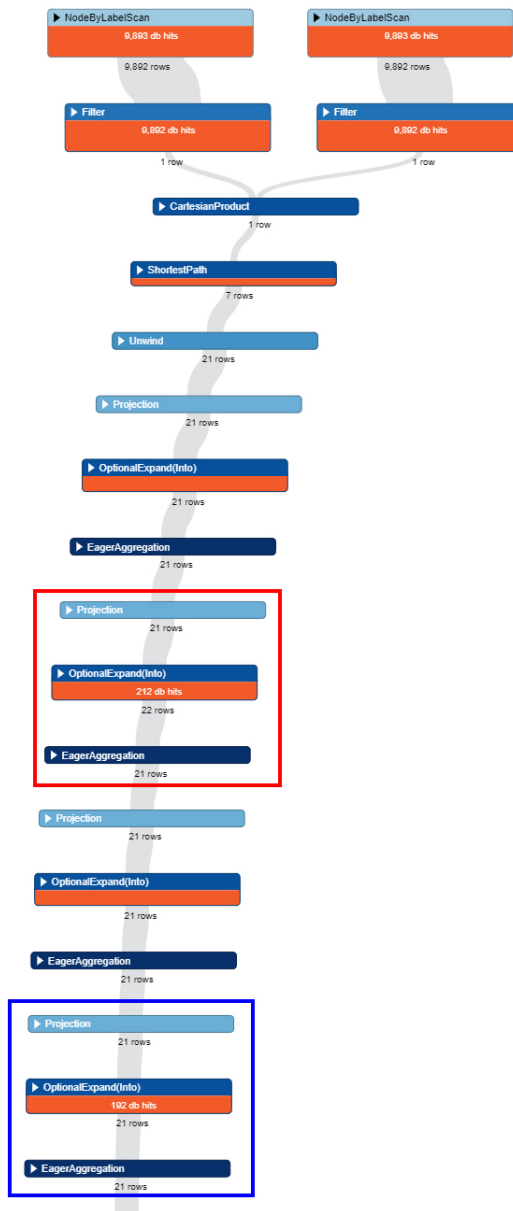 NodeByLabelScan
9,893 db hits
9,892 rows
NodeByLabelScan
9,893 db hits
9,892 rows
Filter
9,892 db hits
1 row
Filter
9,892 db hits
1 row
CartesianProduct
1 row
ShortestPath
7 rows
Unwind
21 rows
Projection
21 rows
OptionalExpand(Into)
21 rows
EagerAggregation
21 rows
Projection
21 rows
OptionalExpand(Into)
212 db hits
22 rows
EagerAggregation
21 rows
Projection
21 rows
OptionalExpand(Into)
21 rows
EagerAggregation
21 rows
Projection
21 rows
OptionalExpand(Into)
192 db hits
21 rows
EagerAggregation
21 rows